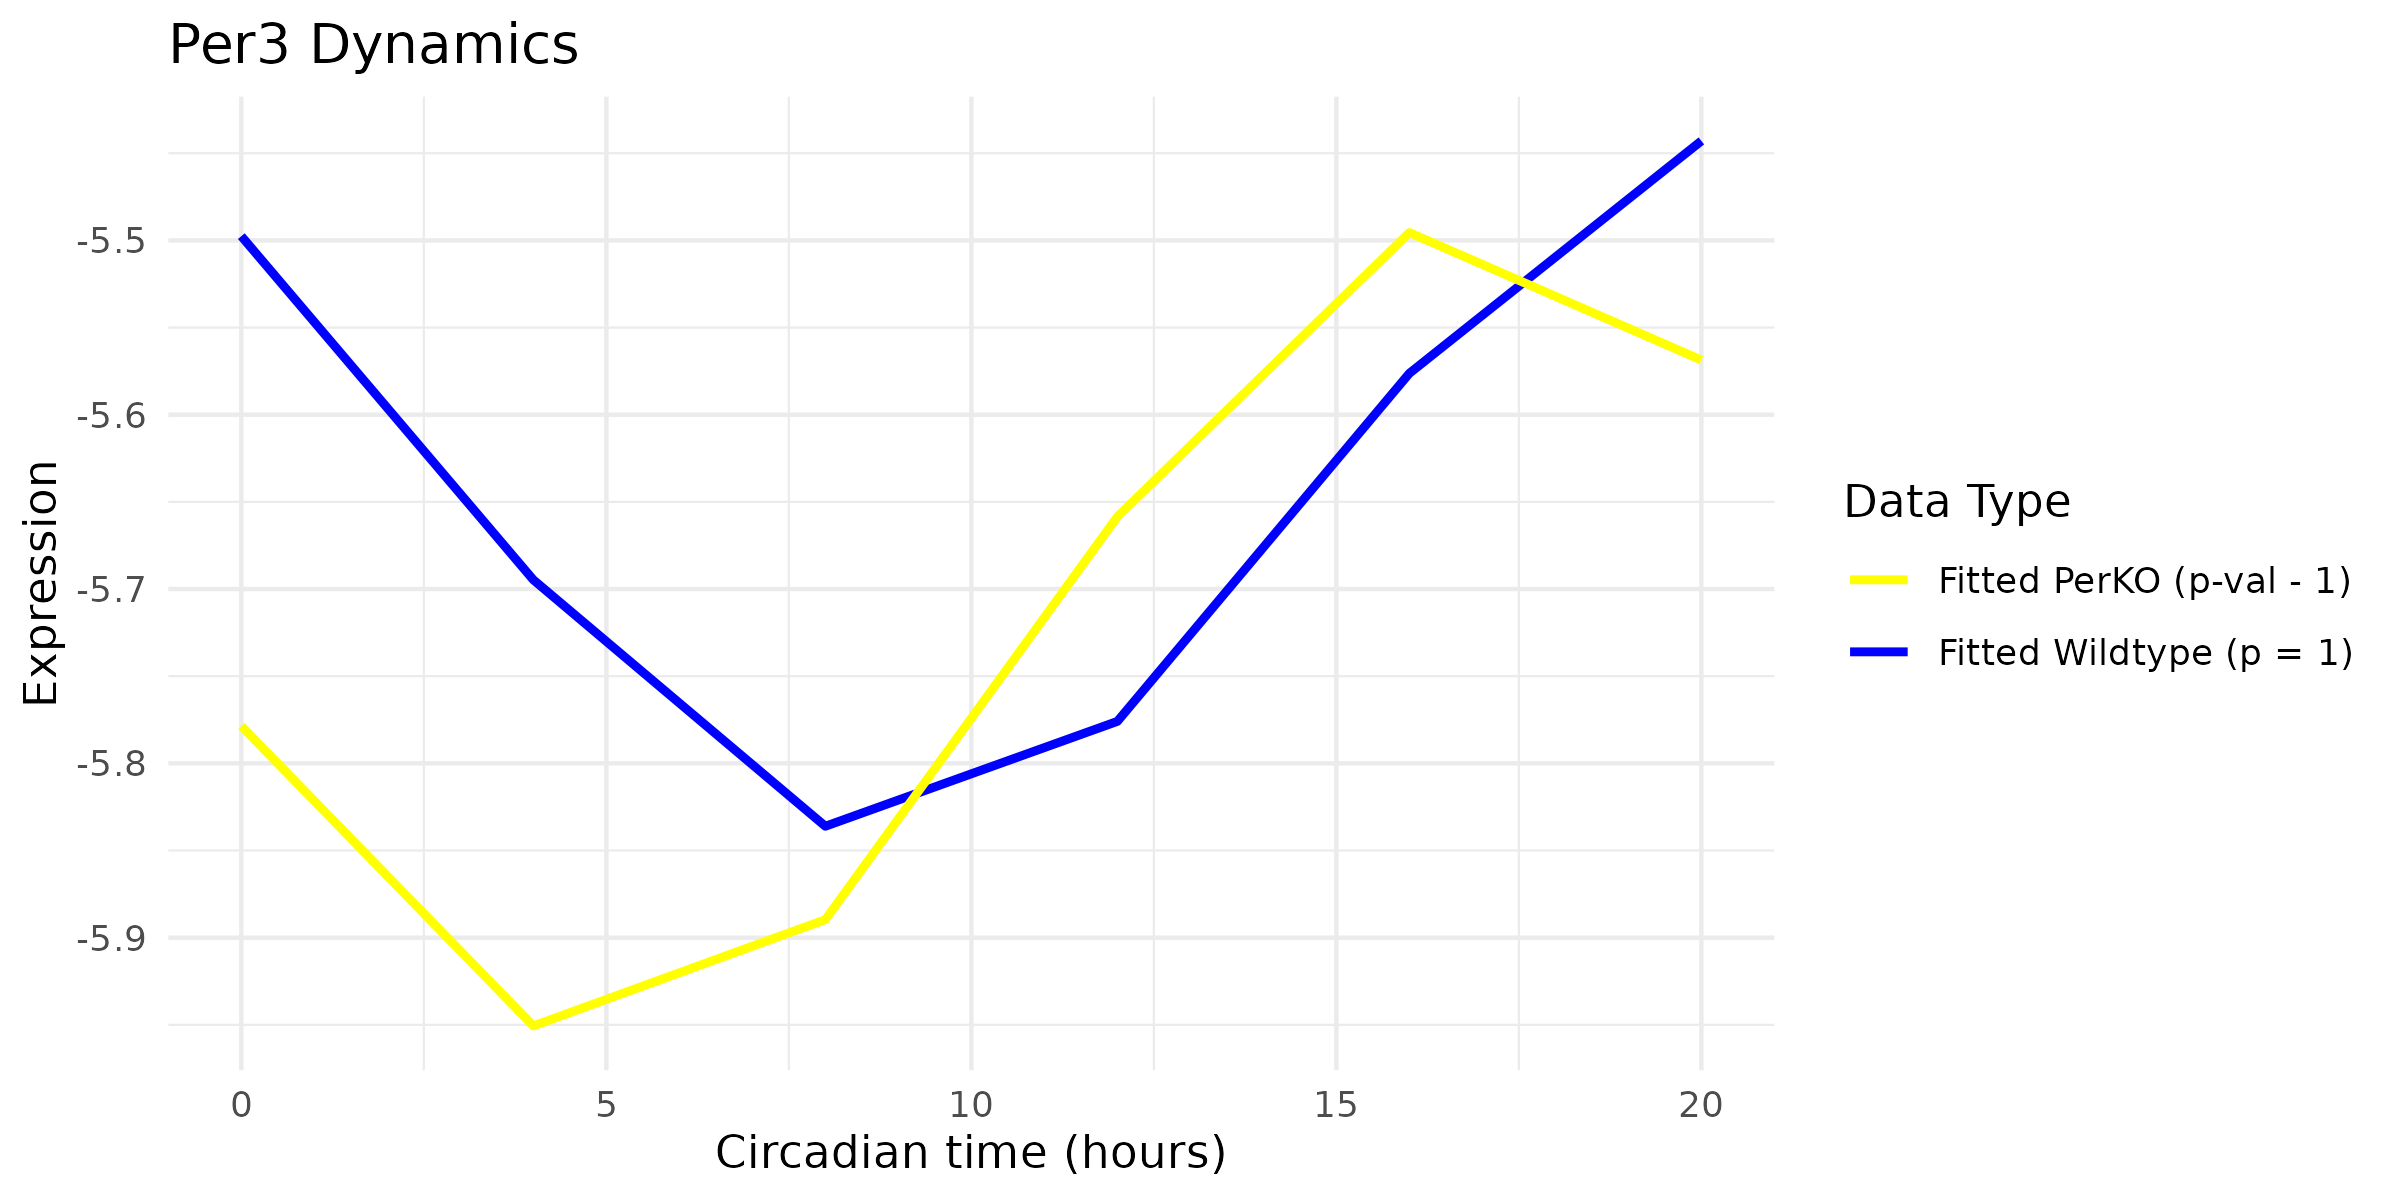 Per3 Dynamics
Expression
-5.5
-5.6
-5.7
-5.8
-5.9
0 5 10 15 20
Circadian time (hours)
Data Type
Fitted PerKO (p-val - 1)
Fitted Wildtype (p = 1)